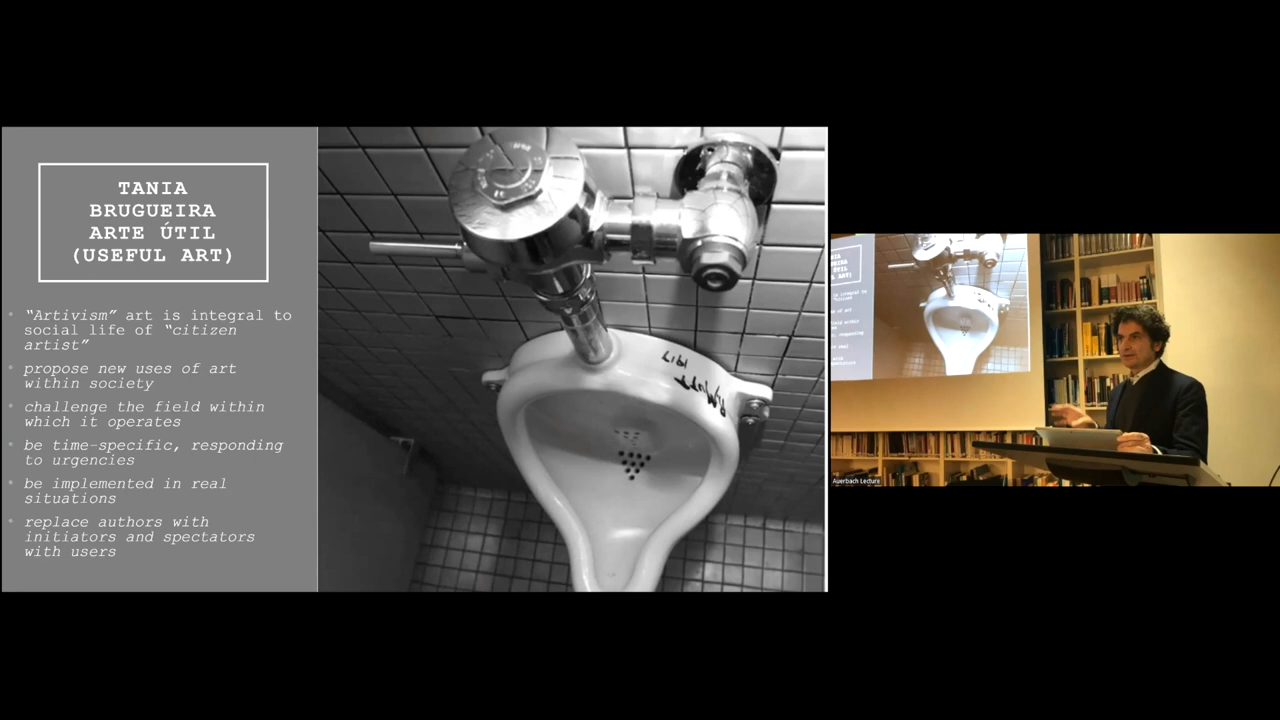 TANIA
BRUGUEIRA
ARTE ÚTIL
(USEFUL ART)
• “Artivism” art is integral to
social life of “citizen
artist”
• propose new uses of art
within society
• challenge the field within
which it operates
• be time-specific, responding
to urgencies
• be implemented in real
situations
• replace authors with
initiators and spectators
with users
R.MUTT
1917
Auerbach Lecture